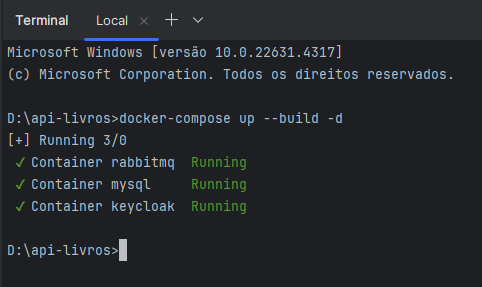 Terminal Local × + ∨
Microsoft Windows [versão 10.0.22631.4317]
(c) Microsoft Corporation. Todos os direitos reservados.
D:\api-livros>docker-compose up --build -d
[+] Running 3/0
✓ Container rabbitmq Running
✓ Container mysql Running
✓ Container keycloak Running
D:\api-livros>